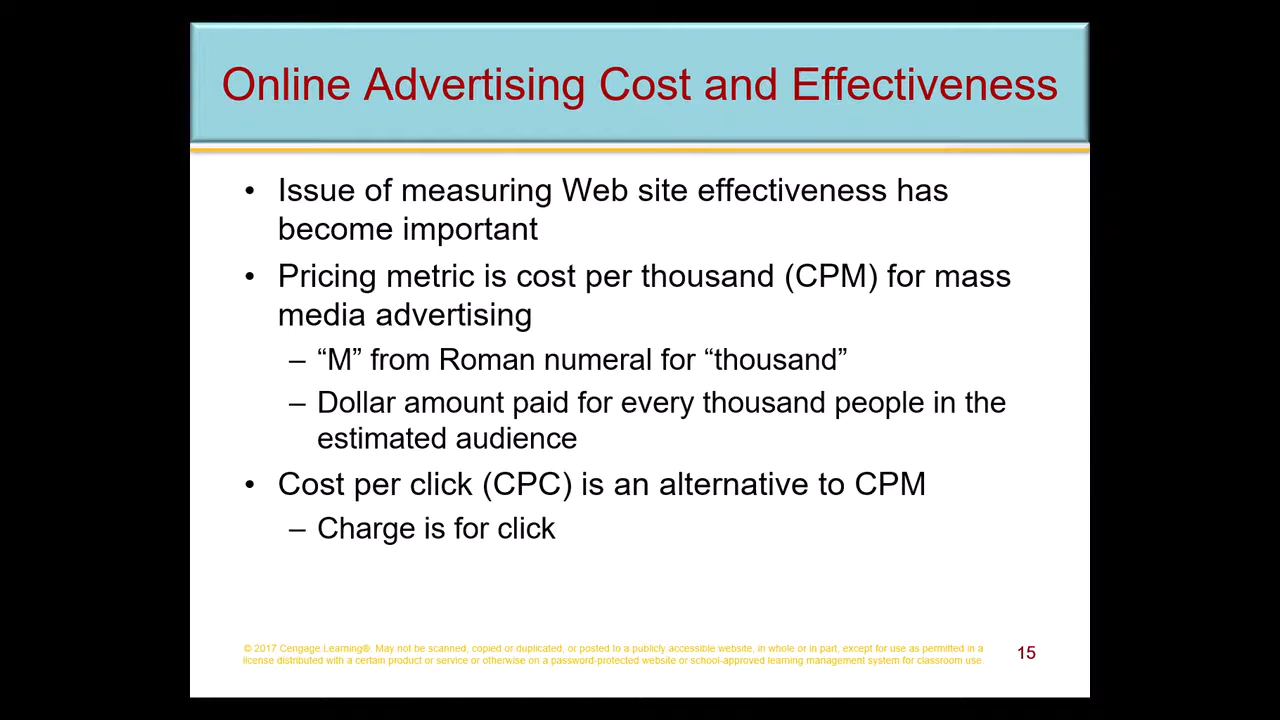 Online Advertising Cost and Effectiveness
• Issue of measuring Web site effectiveness has
become important
• Pricing metric is cost per thousand (CPM) for mass
media advertising
– “M” from Roman numeral for “thousand”
– Dollar amount paid for every thousand people in the
estimated audience
• Cost per click (CPC) is an alternative to CPM
– Charge is for click
© 2017 Cengage Learning® May not be scanned, copied or duplicated, or posted to a publicly accessible website, in whole or in part, except for use as permitted in a
license distributed with a certain product or service or otherwise on a password-protected website or school-approved learning management system for classroom use.
15